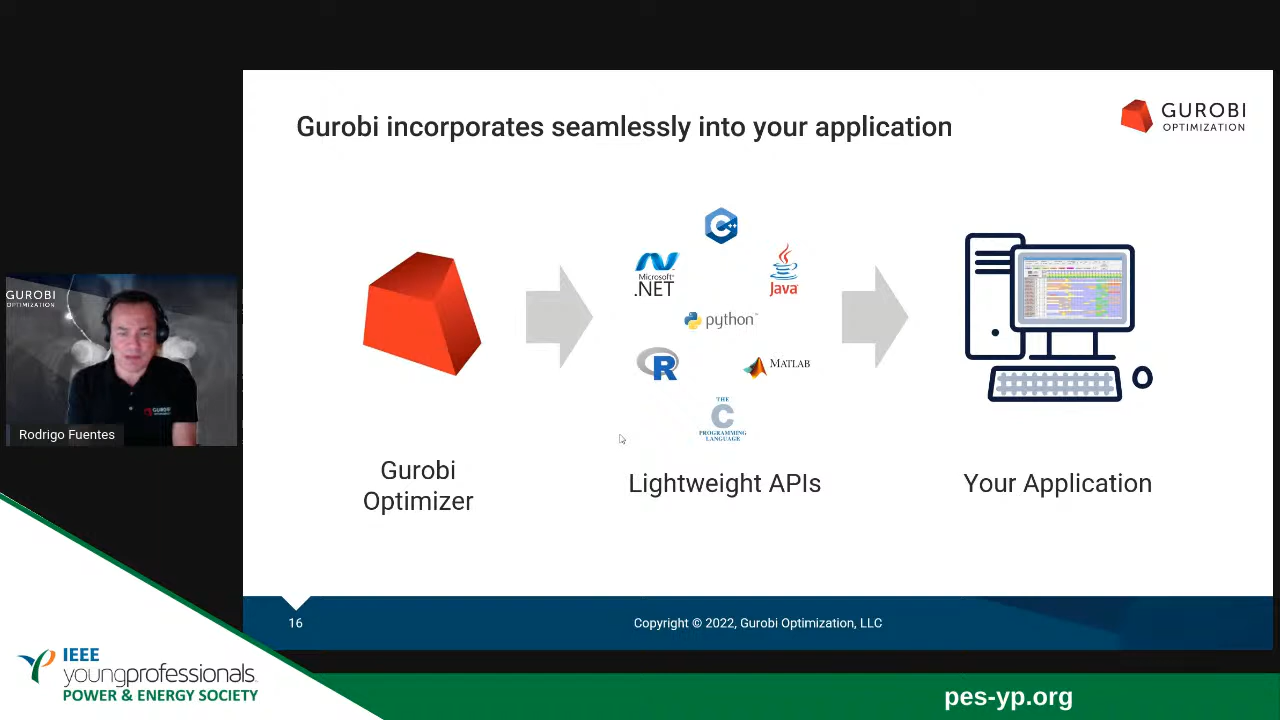 Gurobi incorporates seamlessly into your application
GUROBI
OPTIMIZATION
C++
Microsoft®
.NET
Java
python™
R
MATLAB
THE
C
PROGRAMMING
LANGUAGE
Gurobi
Optimizer
Lightweight APIs
Your Application
GUROBI
OPTIMIZATION
GUROBI
Rodrigo Fuentes
16
Copyright © 2022, Gurobi Optimization, LLC
IEEE
youngprofessionals
POWER & ENERGY SOCIETY
pes-yp.org